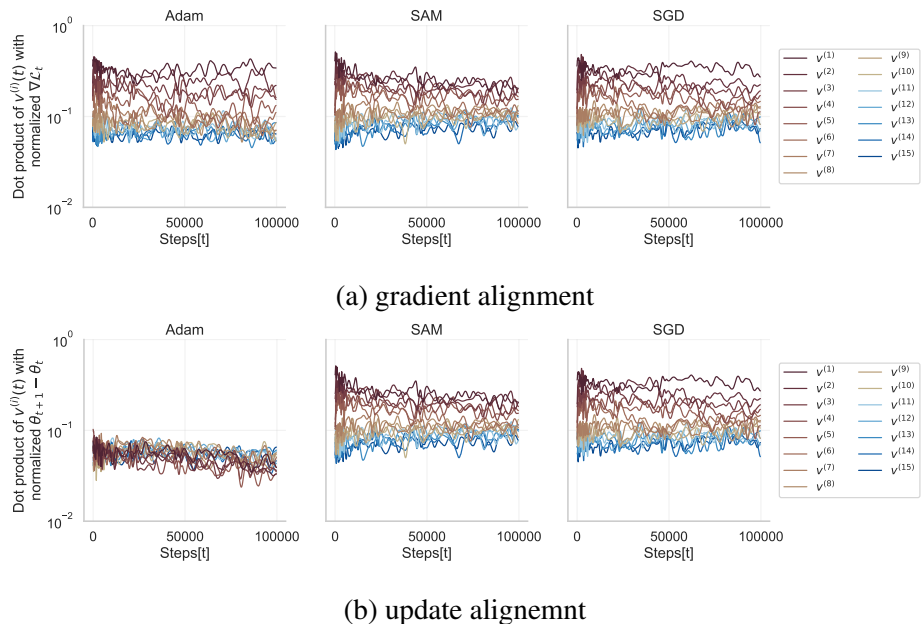 Adam
SAM
SGD
Dot product of v^(i)(t) with
normalized ∇ℒ_t
10^0
10^−1
10^−2
0
50000
100000
Steps[t]
0
50000
100000
Steps[t]
0
50000
100000
Steps[t]
v^(1)
v^(2)
v^(3)
v^(4)
v^(5)
v^(6)
v^(7)
v^(8)
v^(9)
v^(10)
v^(11)
v^(12)
v^(13)
v^(14)
v^(15)
(a) gradient alignment
Adam
SAM
SGD
Dot product of v^(i)(t) with
normalized θ_{t+1} − θ_t
10^0
10^−1
10^−2
0
50000
100000
Steps[t]
0
50000
100000
Steps[t]
0
50000
100000
Steps[t]
v^(1)
v^(2)
v^(3)
v^(4)
v^(5)
v^(6)
v^(7)
v^(8)
v^(9)
v^(10)
v^(11)
v^(12)
v^(13)
v^(14)
v^(15)
(b) update alignemnt